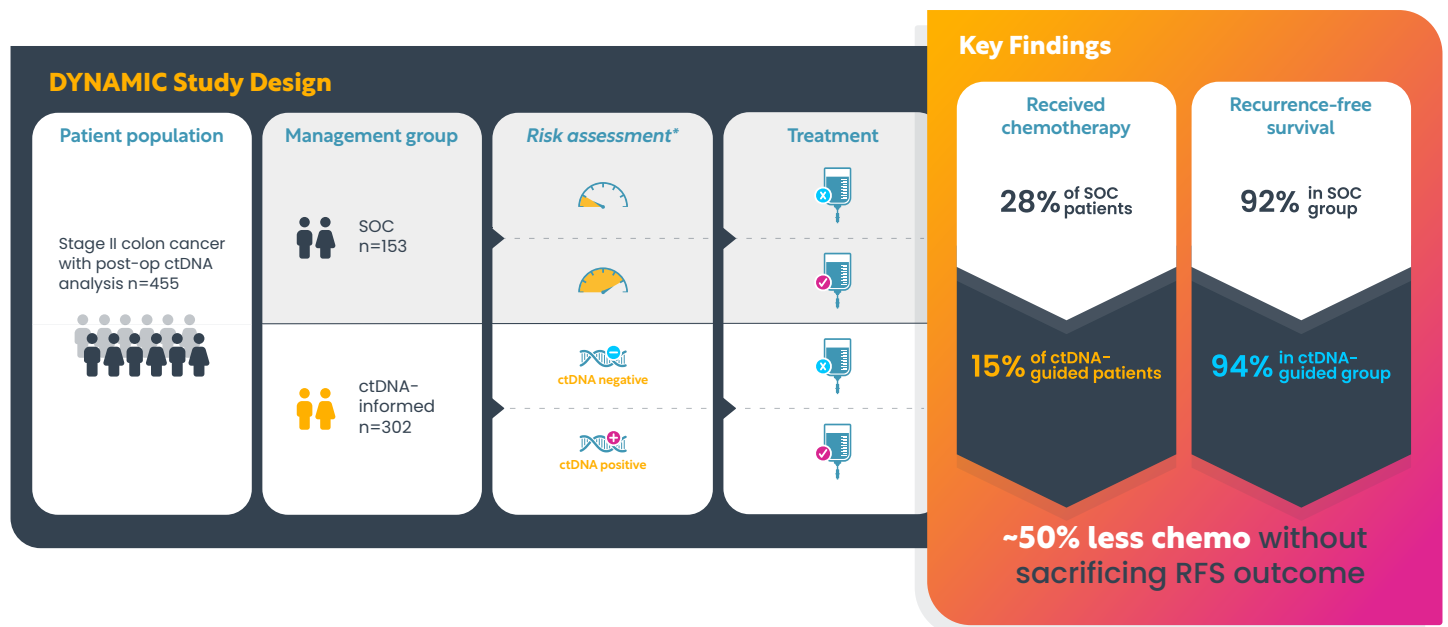 DYNAMIC Study Design
Patient population
Stage II colon cancer
with post-op ctDNA
analysis n=455
Management group
SOC
n=153
ctDNA-
informed
n=302
Risk assessment*
ctDNA negative
ctDNA positive
Treatment
x
x
Key Findings
Received
chemotherapy
28% of SOC
patients
15% of ctDNA-
guided patients
Recurrence-free
survival
92% in SOC
group
94% in ctDNA-
guided group
~50% less chemo without
sacrificing RFS outcome